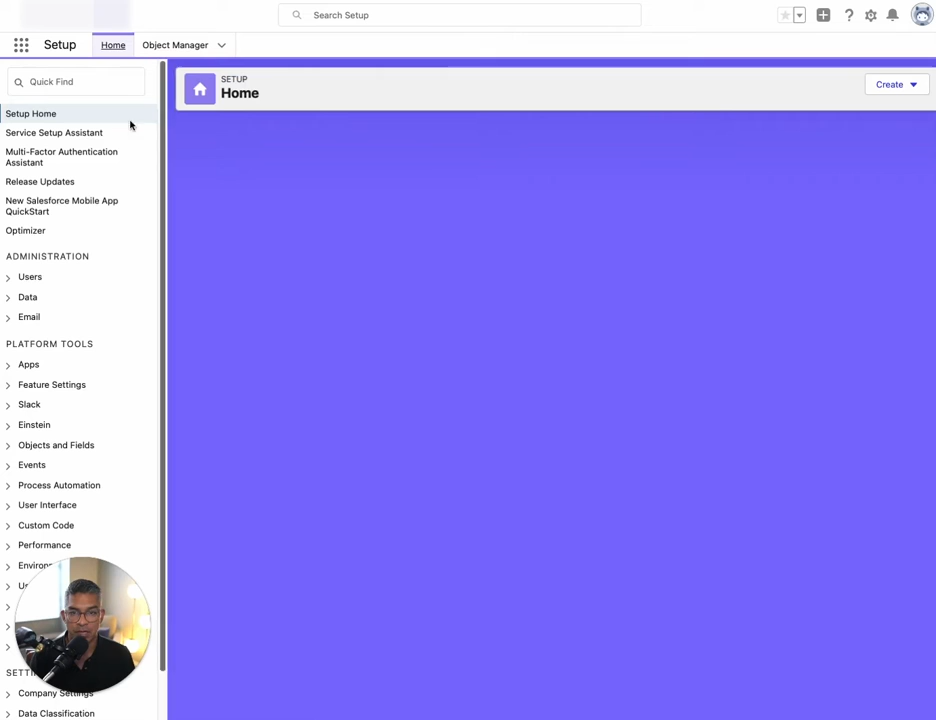 Search Setup
?
Setup
Home
Object Manager
Quick Find
SETUP
Home
Create
Setup Home
Service Setup Assistant
Multi-Factor Authentication
Assistant
Release Updates
New Salesforce Mobile App
QuickStart
Optimizer
ADMINISTRATION
Users
Data
Email
PLATFORM TOOLS
Apps
Feature Settings
Slack
Einstein
Objects and Fields
Events
Process Automation
User Interface
Custom Code
Performance
Company Settings
Data Classification